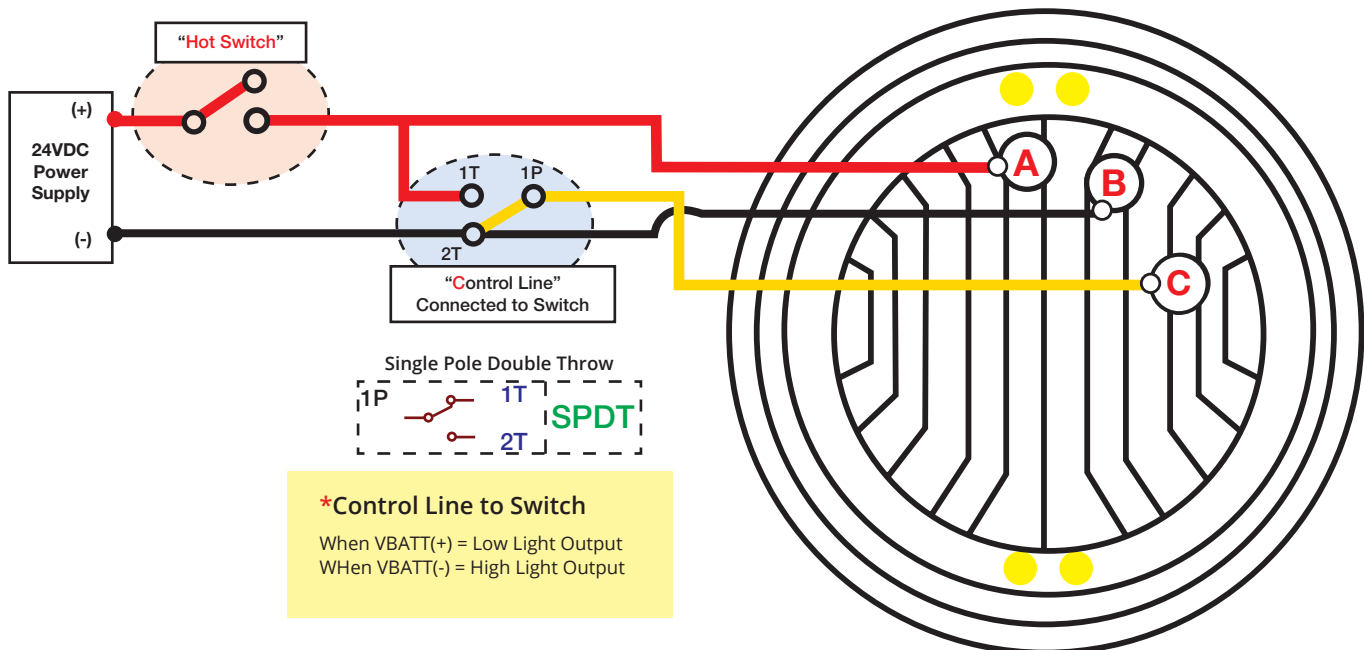 “Hot Switch”
(+)
24VDC
Power
Supply
(-)
1T
1P
2T
“Control Line”
Connected to Switch
A
B
C
Single Pole Double Throw
1P
1T
2T
SPDT
*Control Line to Switch
When VBATT(+) = Low Light Output
WHen VBATT(-) = High Light Output